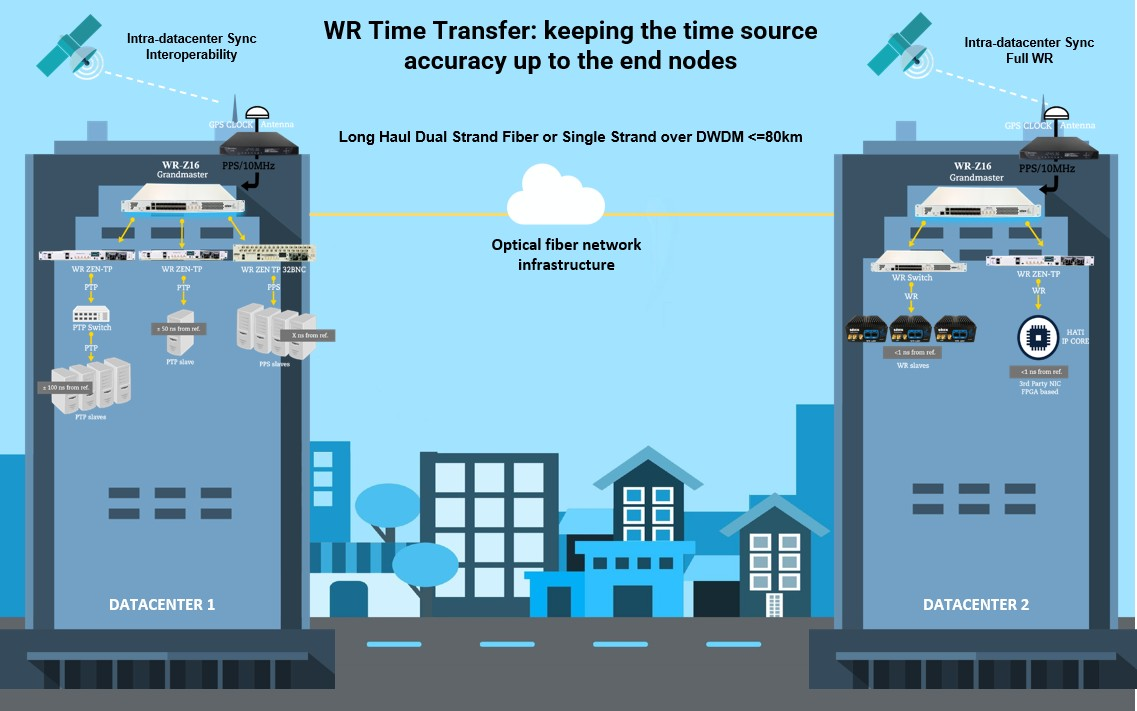 WR Time Transfer: keeping the time source
accuracy up to the end nodes
Intra-datacenter Sync
Interoperability
Intra-datacenter Sync
Full WR
Long Haul Dual Strand Fiber or Single Strand over DWDM <=80km
Optical fiber network
infrastructure
GPS CLOCK Antenna
PPS/10MHz
WR-Z16
Grandmaster
WR ZEN-TP
WR ZEN-TP
WR ZEN TP 32BNC
PTP
PTP
PPS
PTP Switch
± 50 ns from ref.
X ns from ref.
PTP
PTP slave
PPS slaves
± 100 ns from ref.
PTP slaves
DATACENTER 1
GPS CLOCK Antenna
PPS/10MHz
WR-Z16
Grandmaster
WR Switch
WR ZEN-TP
WR
WR
HATI
IP CORE
<1 ns from ref.
WR slaves
<1 ns from ref.
3rd Party NIC
FPGA based
DATACENTER 2